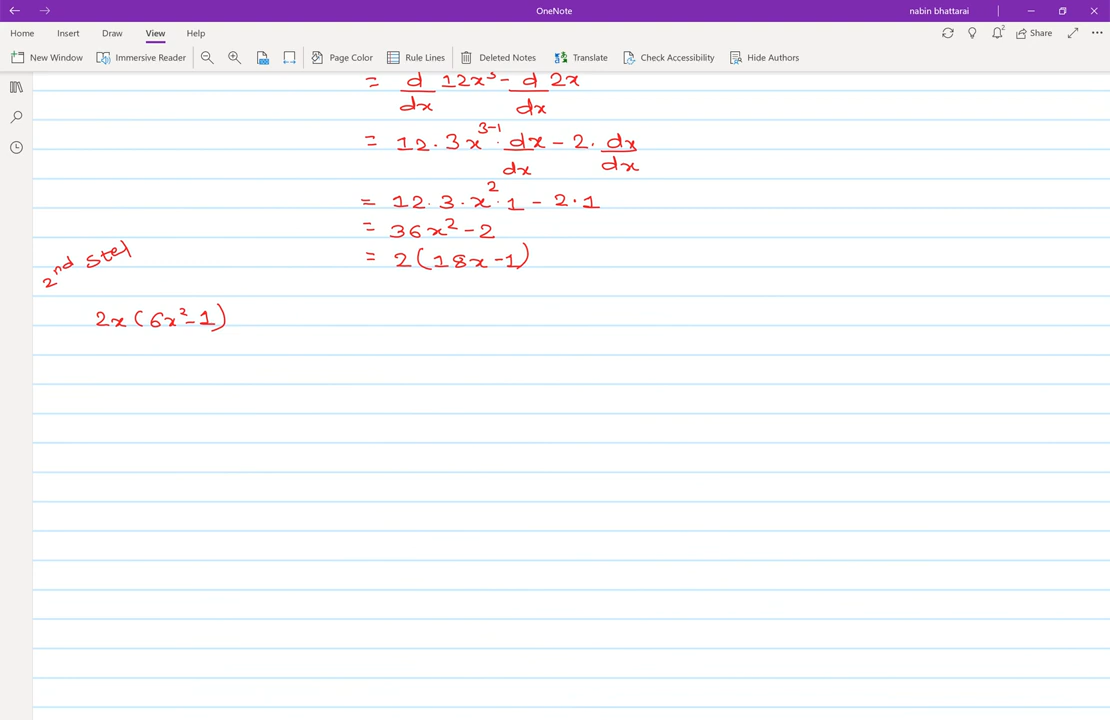 OneNote
nabin bhattarai
Home Insert Draw View Help
2 Share
New Window Immersive Reader Page Color Rule Lines Deleted Notes Translate Check Accessibility Hide Authors
= d/dx 12x³ - d/dx 2x
= 12 · 3x³⁻¹ · dx/dx - 2 · dx/dx
= 12 · 3 · x² · 1 - 2 · 1
= 36x² - 2
= 2(18x - 1)
2nd step
2x(6x² - 1)